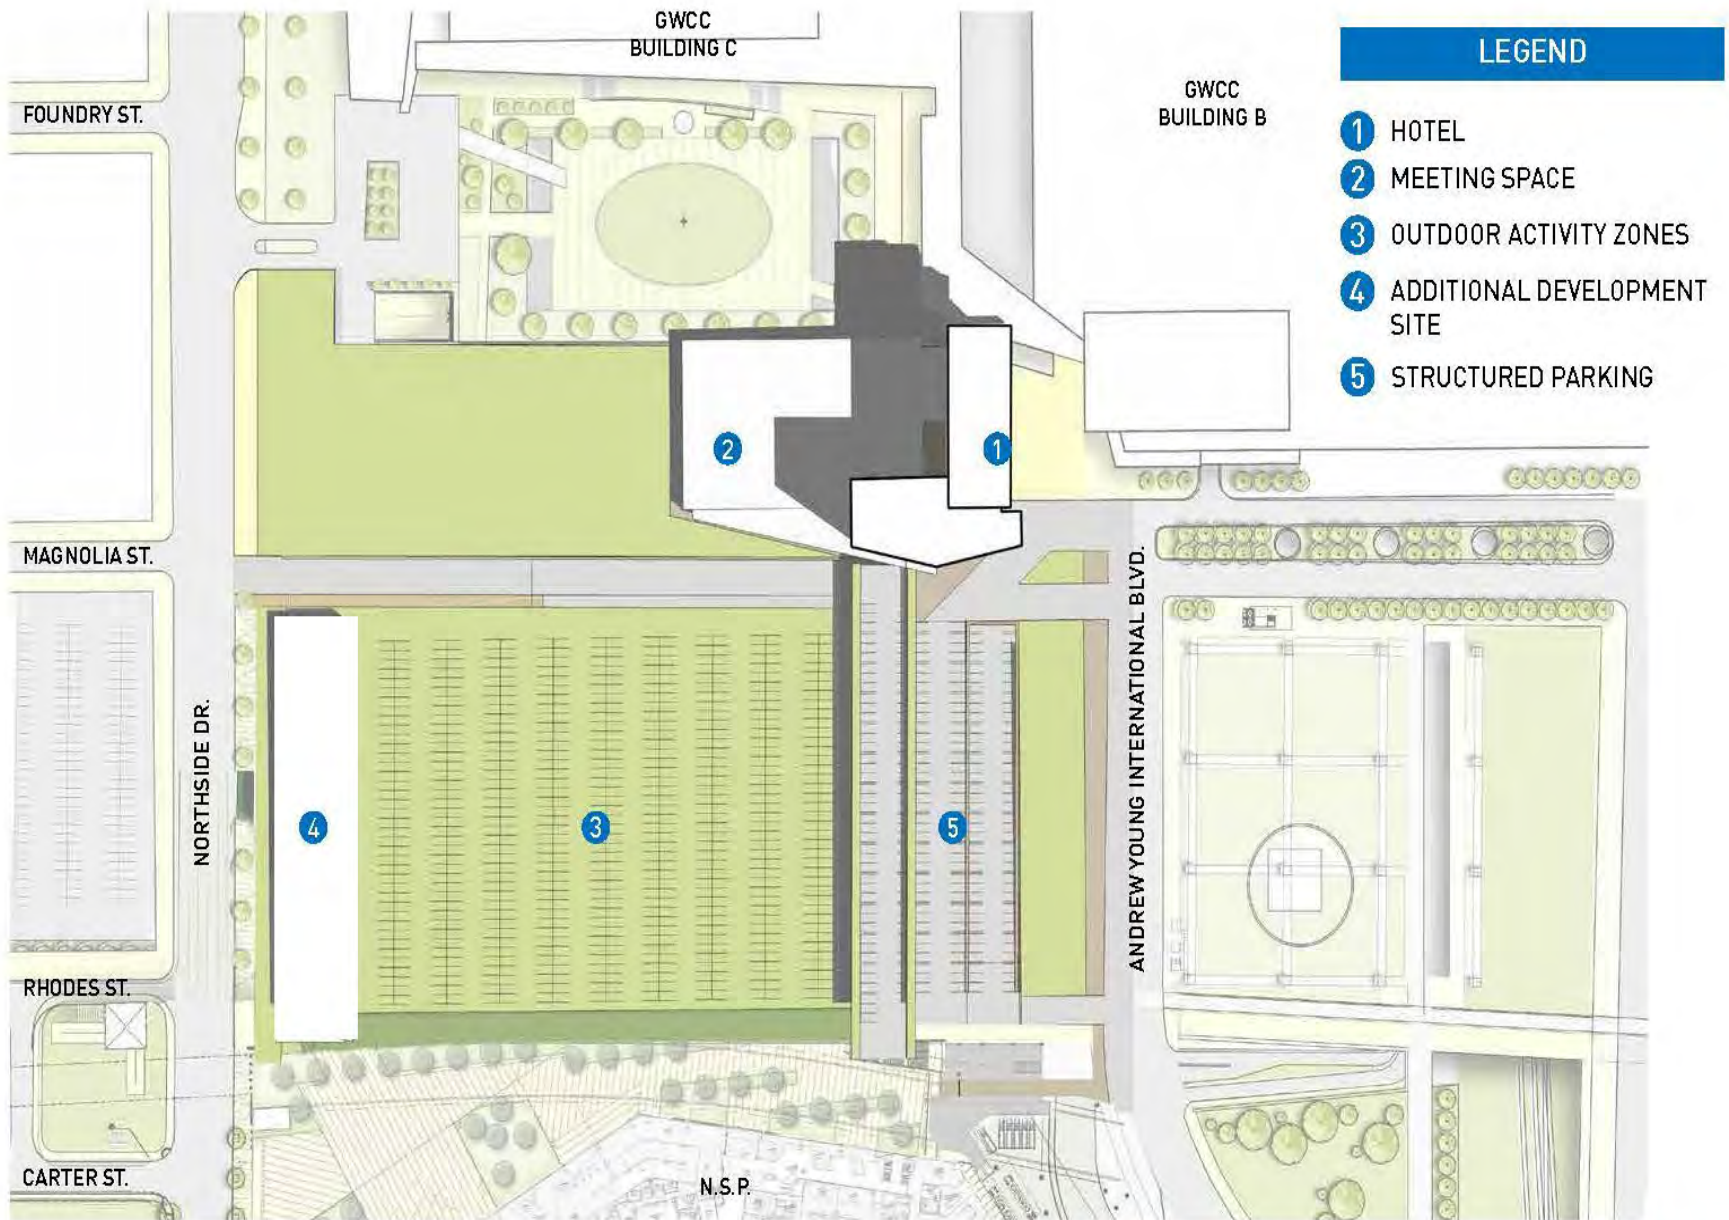 GWCC
BUILDING C
GWCC
BUILDING B
LEGEND
1 HOTEL
2 MEETING SPACE
3 OUTDOOR ACTIVITY ZONES
4 ADDITIONAL DEVELOPMENT
SITE
5 STRUCTURED PARKING
FOUNDRY ST.
2
1
MAGNOLIA ST.
NORTHSIDE DR.
ANDREW YOUNG INTERNATIONAL BLVD.
4
3
5
RHODES ST.
CARTER ST.
N.S.P.